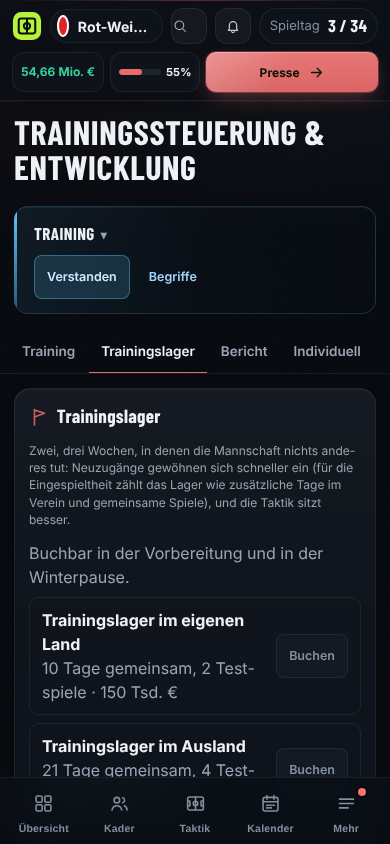 Rot-Wei...
Spieltag 3 / 34
54,66 Mio. €
55%
Presse →
TRAININGSSTEUERUNG &
ENTWICKLUNG
TRAINING ▾
Verstanden
Begriffe
Training
Trainingslager
Bericht
Individuell
Trainingslager
Zwei, drei Wochen, in denen die Mannschaft nichts ande-
res tut: Neuzugänge gewöhnen sich schneller ein (für die
Eingespieltheit zählt das Lager wie zusätzliche Tage im
Verein und gemeinsame Spiele), und die Taktik sitzt
besser.
Buchbar in der Vorbereitung und in der
Winterpause.
Trainingslager im eigenen
Land
10 Tage gemeinsam, 2 Test-
spiele · 150 Tsd. €
Buchen
Trainingslager im Ausland
21 Tage gemeinsam, 4 Test-
Buchen
Übersicht
Kader
Taktik
Kalender
Mehr